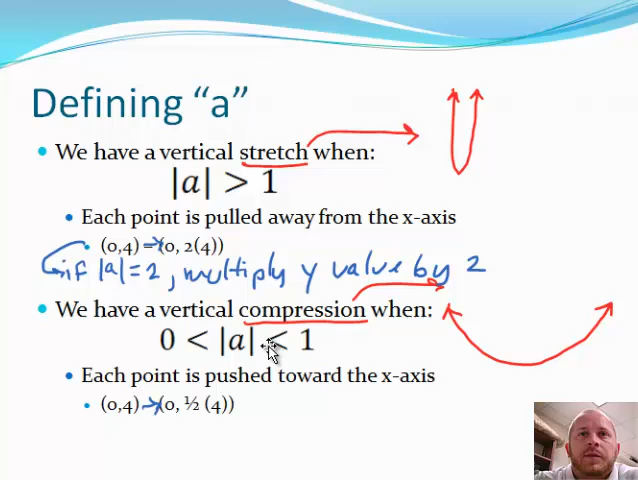 Defining “a”
• We have a vertical stretch when:
|a| > 1
• Each point is pulled away from the x-axis
• (0,4) → (0, 2(4))
if |a|=2, multiply y value by 2
• We have a vertical compression when:
0 < |a| < 1
• Each point is pushed toward the x-axis
• (0,4) → (0, ½ (4))